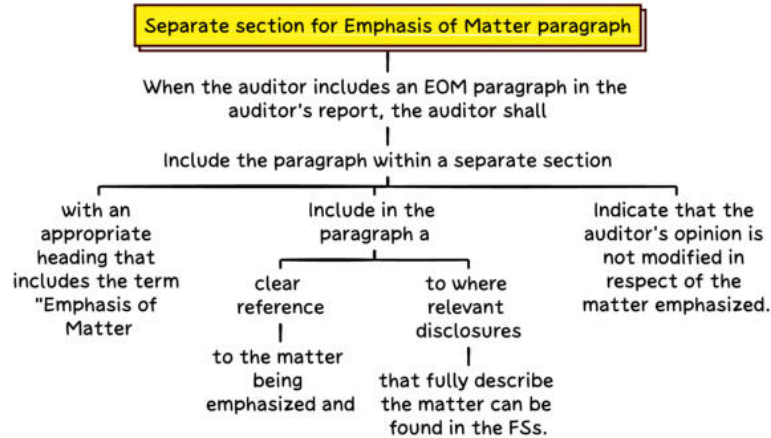 Separate section for Emphasis of Matter paragraph
When the auditor includes an EOM paragraph in the
auditor's report, the auditor shall
Include the paragraph within a separate section
with an
appropriate
heading that
includes the term
"Emphasis of
Matter
Include in the
paragraph a
clear
reference
to the matter
being
emphasized and
to where
relevant
disclosures
that fully describe
the matter can be
found in the FSs.
Indicate that the
auditor's opinion is
not modified in
respect of the
matter emphasized.